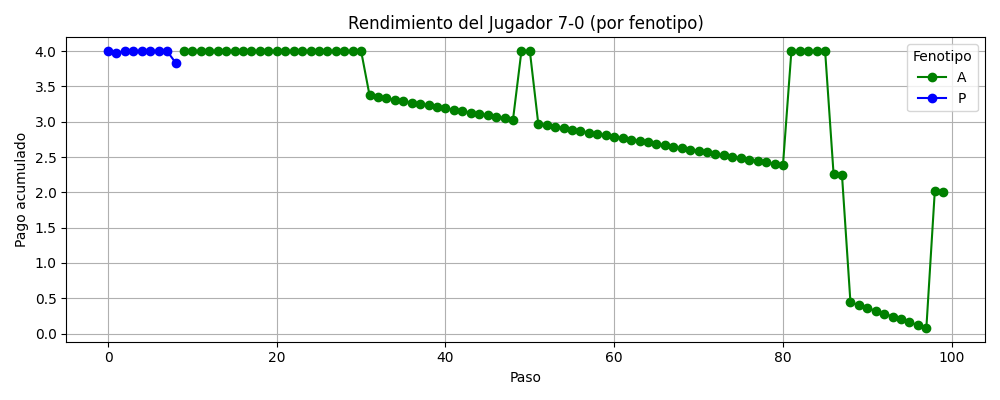 Rendimiento del Jugador 7-0 (por fenotipo)
Pago acumulado
4.0
3.5
3.0
2.5
2.0
1.5
1.0
0.5
0.0
Fenotipo
A
P
0 20 40 60 80 100
Paso